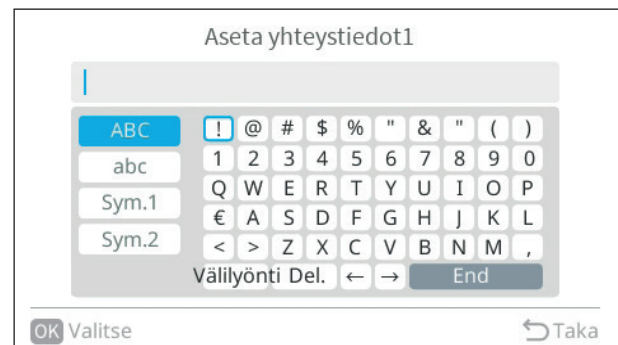 Aseta yhteystiedot1
ABC ! @ # $ % " & " ( )
abc 1 2 3 4 5 6 7 8 9 0
Sym.1 Q W E R T Y U I O P
€ A S D F G H J K L
Sym.2 < > Z X C V B N M ,
Välilyönti Del. ← → End
OK Valitse Taka